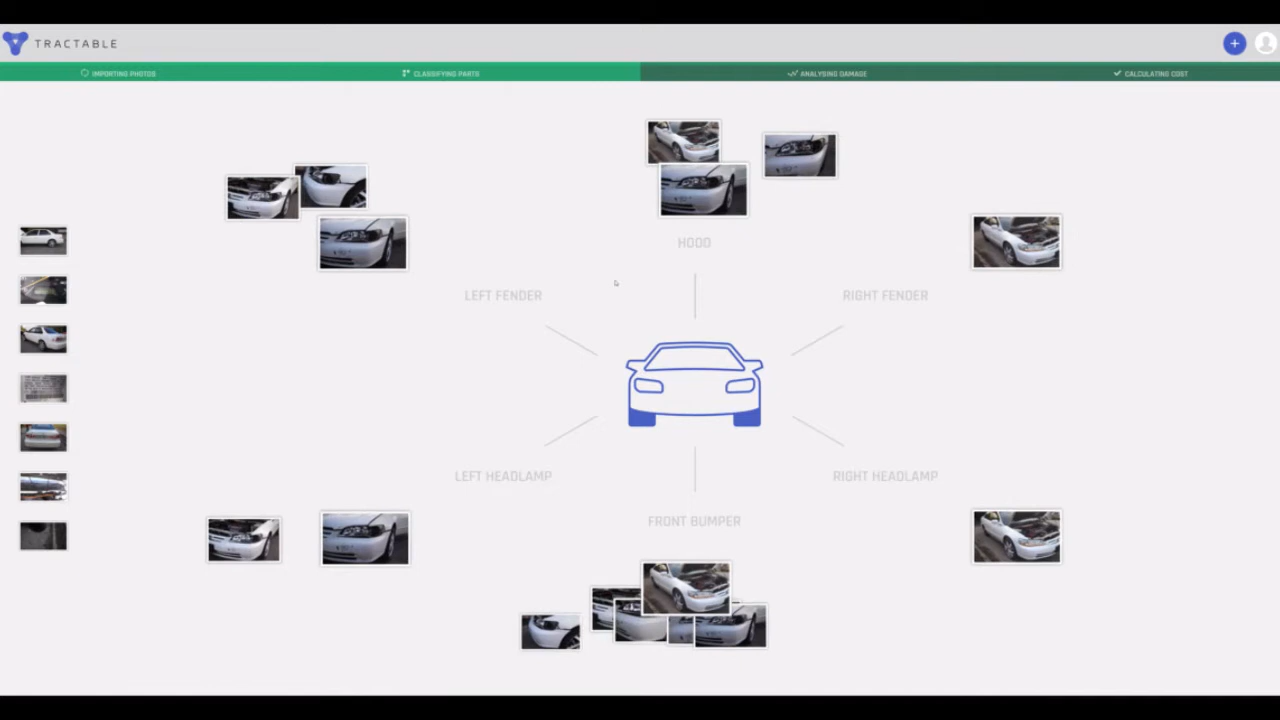 TRACTABLE
IMPORTING PHOTOS
CLASSIFYING PARTS
ANALYSING DAMAGE
CALCULATING COST
HOOD
LEFT FENDER
RIGHT FENDER
LEFT HEADLAMP
RIGHT HEADLAMP
FRONT BUMPER